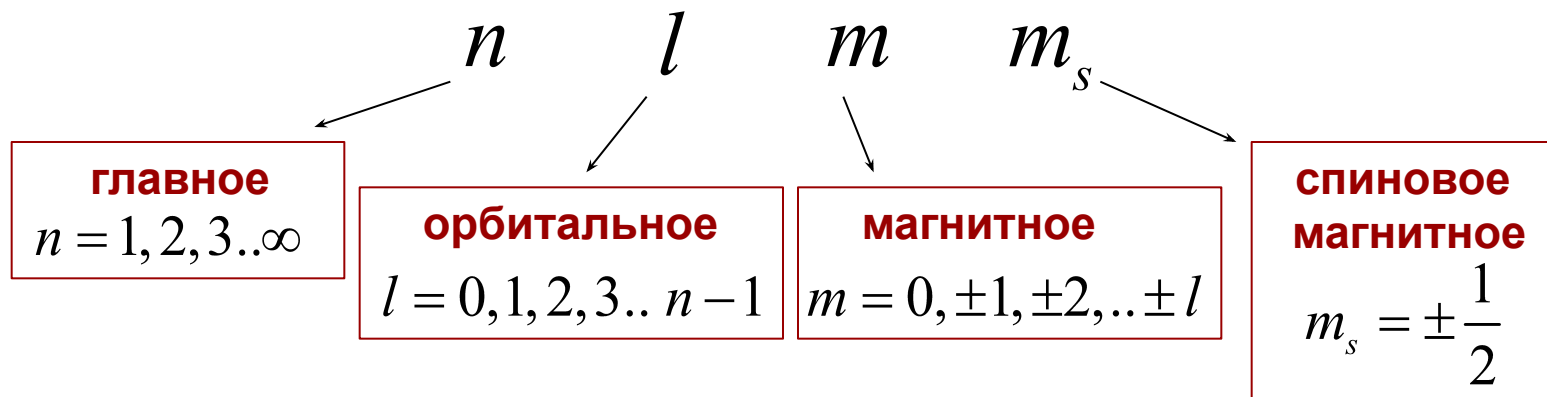 n l m m_s
главное
n = 1, 2, 3..∞
орбитальное
l = 0, 1, 2, 3.. n − 1
магнитное
m = 0, ±1, ±2, .. ± l
спиновое
магнитное
m_s = ± 1/2